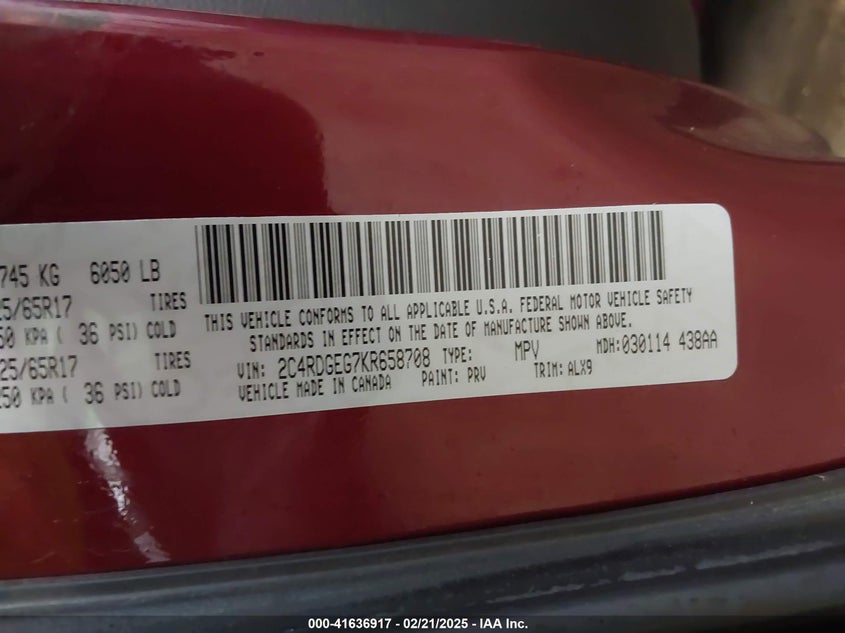 745 KG 6050 LB
25/65R17 TIRES
250 KPA ( 36 PSI) COLD
25/65R17 TIRES
250 KPA ( 36 PSI) COLD
THIS VEHICLE CONFORMS TO ALL APPLICABLE U.S.A. FEDERAL MOTOR VEHICLE SAFETY
STANDARDS IN EFFECT ON THE DATE OF MANUFACTURE SHOWN ABOVE.
VIN: 2C4RDGEG7KR658708 TYPE: MPV MDH:030114 438AA
VEHICLE MADE IN CANADA PAINT: PRV TRIM: ALX9
000-41636917 - 02/21/2025 - IAA Inc.